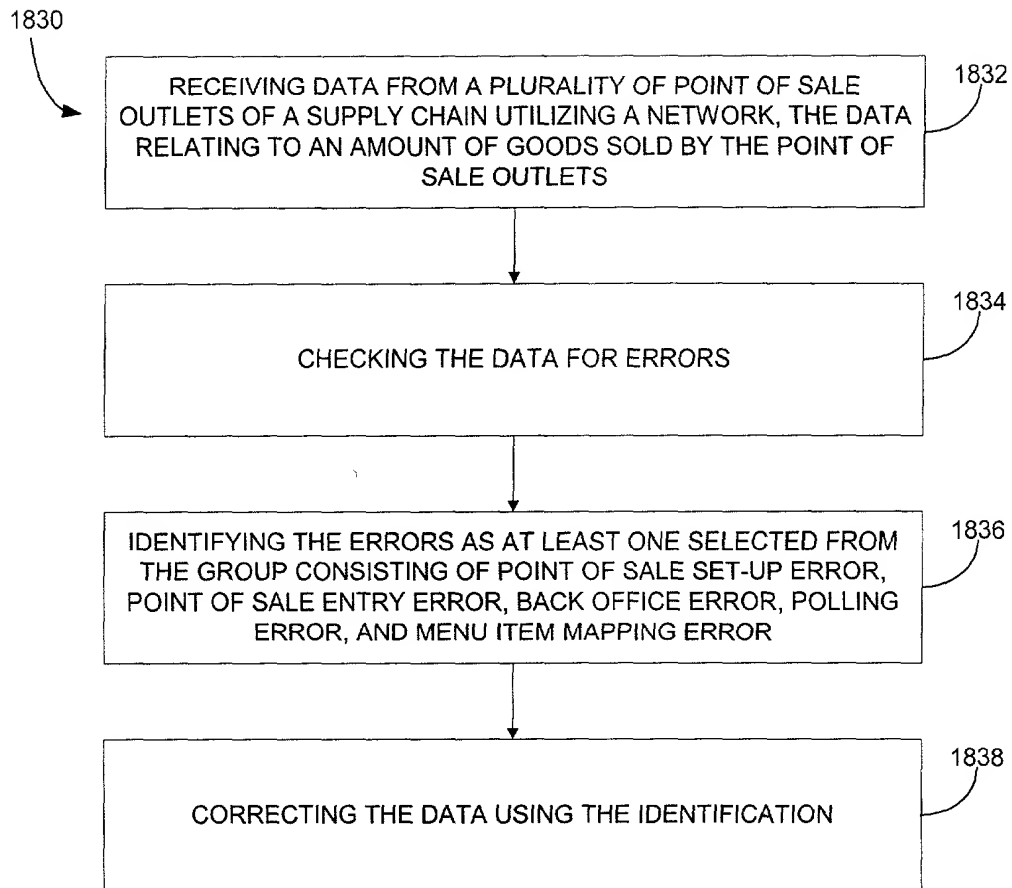 1830
RECEIVING DATA FROM A PLURALITY OF POINT OF SALE
OUTLETS OF A SUPPLY CHAIN UTILIZING A NETWORK, THE DATA
RELATING TO AN AMOUNT OF GOODS SOLD BY THE POINT OF
SALE OUTLETS
1832
CHECKING THE DATA FOR ERRORS
1834
IDENTIFYING THE ERRORS AS AT LEAST ONE SELECTED FROM
THE GROUP CONSISTING OF POINT OF SALE SET-UP ERROR,
POINT OF SALE ENTRY ERROR, BACK OFFICE ERROR, POLLING
ERROR, AND MENU ITEM MAPPING ERROR
1836
CORRECTING THE DATA USING THE IDENTIFICATION
1838